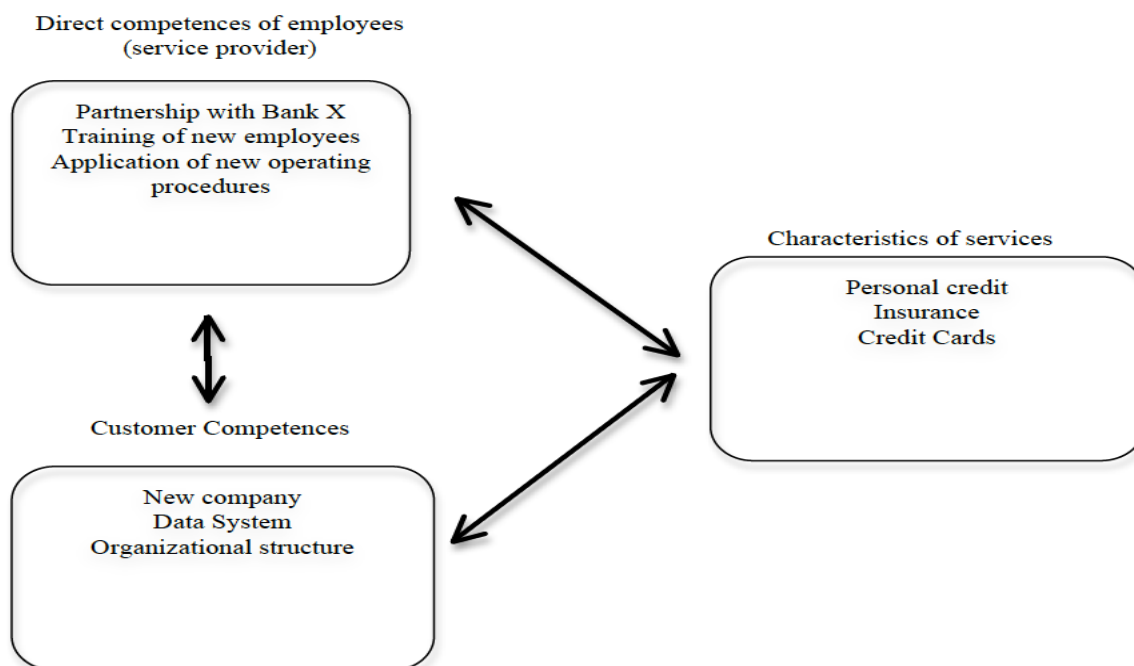 Direct competences of employees
(service provider)
Partnership with Bank X
Training of new employees
Application of new operating
procedures
Characteristics of services
Personal credit
Insurance
Credit Cards
Customer Competences
New company
Data System
Organizational structure